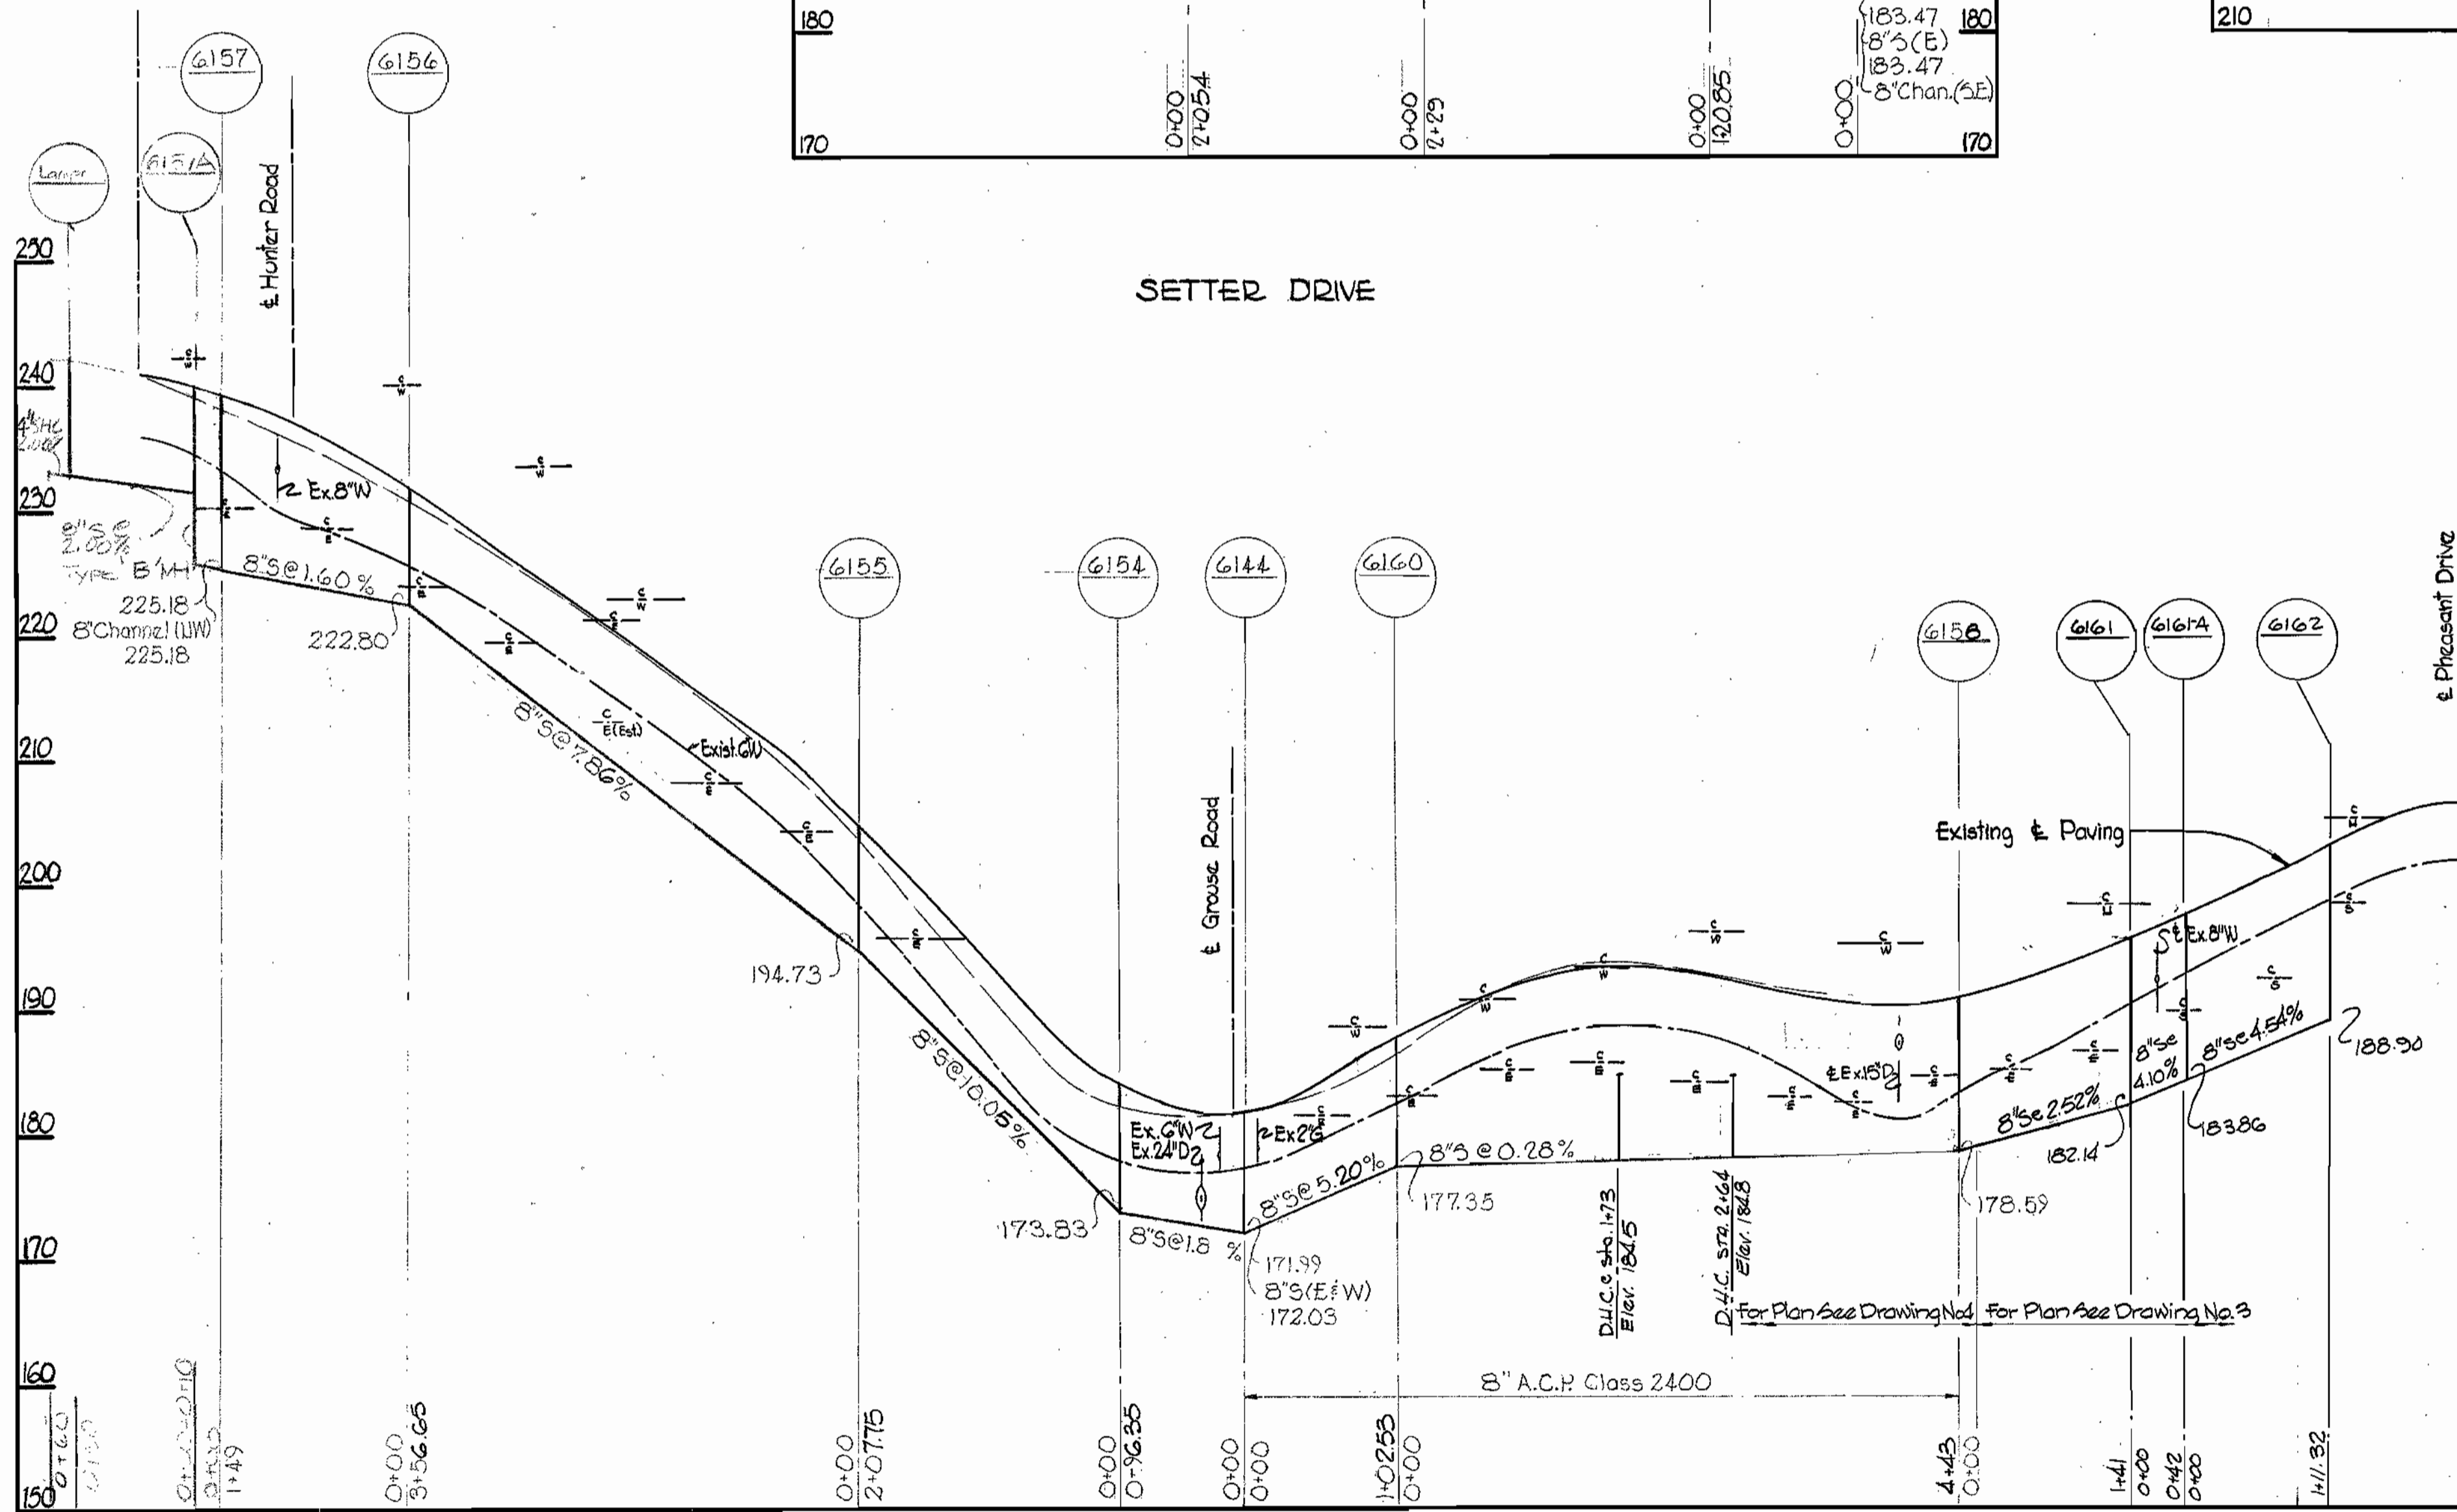 180
170
0+00
2+05.4
0+00
2+29
0+00
1+20.85
0+00
183.47
8"S(E)
183.47
8"Chan.(S.E)
180
170
210
6157
6156
6151A
℄ Hunter Road
SETTER DRIVE
250
240
230
220
210
200
190
180
170
160
150
C
W
C
E
Ex.8"W
8"S@
2.00%
Type 'B' MH
225.18
8"Channel (NW)
225.18
8"S@1.60%
222.80
8"S@7.86%
C
E(Est)
Exist.6"W
6155
6154
6144
6160
6158
6161
6161-A
6162
℄ Pheasant Drive
℄ Grouse Road
Existing ℄ Paving
194.73
8"S@10.05%
173.83
Ex.6"W
Ex.24"D
Ex2"G
8"S@1.8 %
8"S@5.20%
171.99
8"S(E&W)
172.03
177.35
8"S@0.28%
D.H.C.@ sta.1+73
Elev. 184.5
D.H.C. sta. 2+64
Elev. 184.8
℄ Ex.15"D
178.59
8"S@2.52%
182.14
8"S@
4.10%
183.86
8"S@4.54%
188.90
℄ Ex.8"W
C
S
For Plan See Drawing No.4
For Plan See Drawing No.3
8" A.C.P. Class 2400
0+60
1+49
0+00
3+56.65
0+00
2+07.75
0+00
0+96.35
0+00
0+00
1+02.53
0+00
4+43
0+00
1+41
0+00
0+42
0+00
1+11.32